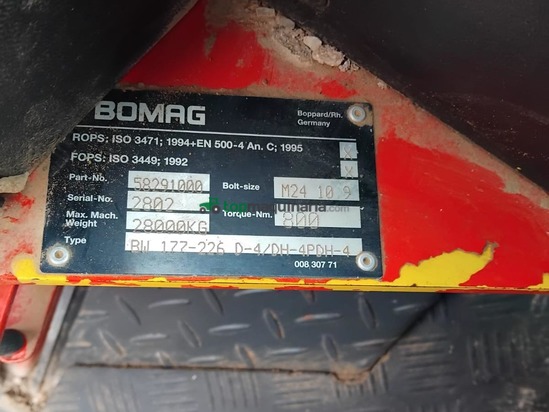 BOMAG
Boppard/Rh.
Germany
ROPS: ISO 3471; 1994+EN 500-4 An. C; 1995 X
FOPS: ISO 3449; 1992 X
Part-No. 58291000 Bolt-size M24 10.9
Serial-No. 2802 Torque-Nm. 800
Max. Mach. Weight 28000KG
Type BW 177-226 D-4/DH-4PDH-4
008 307 71
topmaquinaria.com